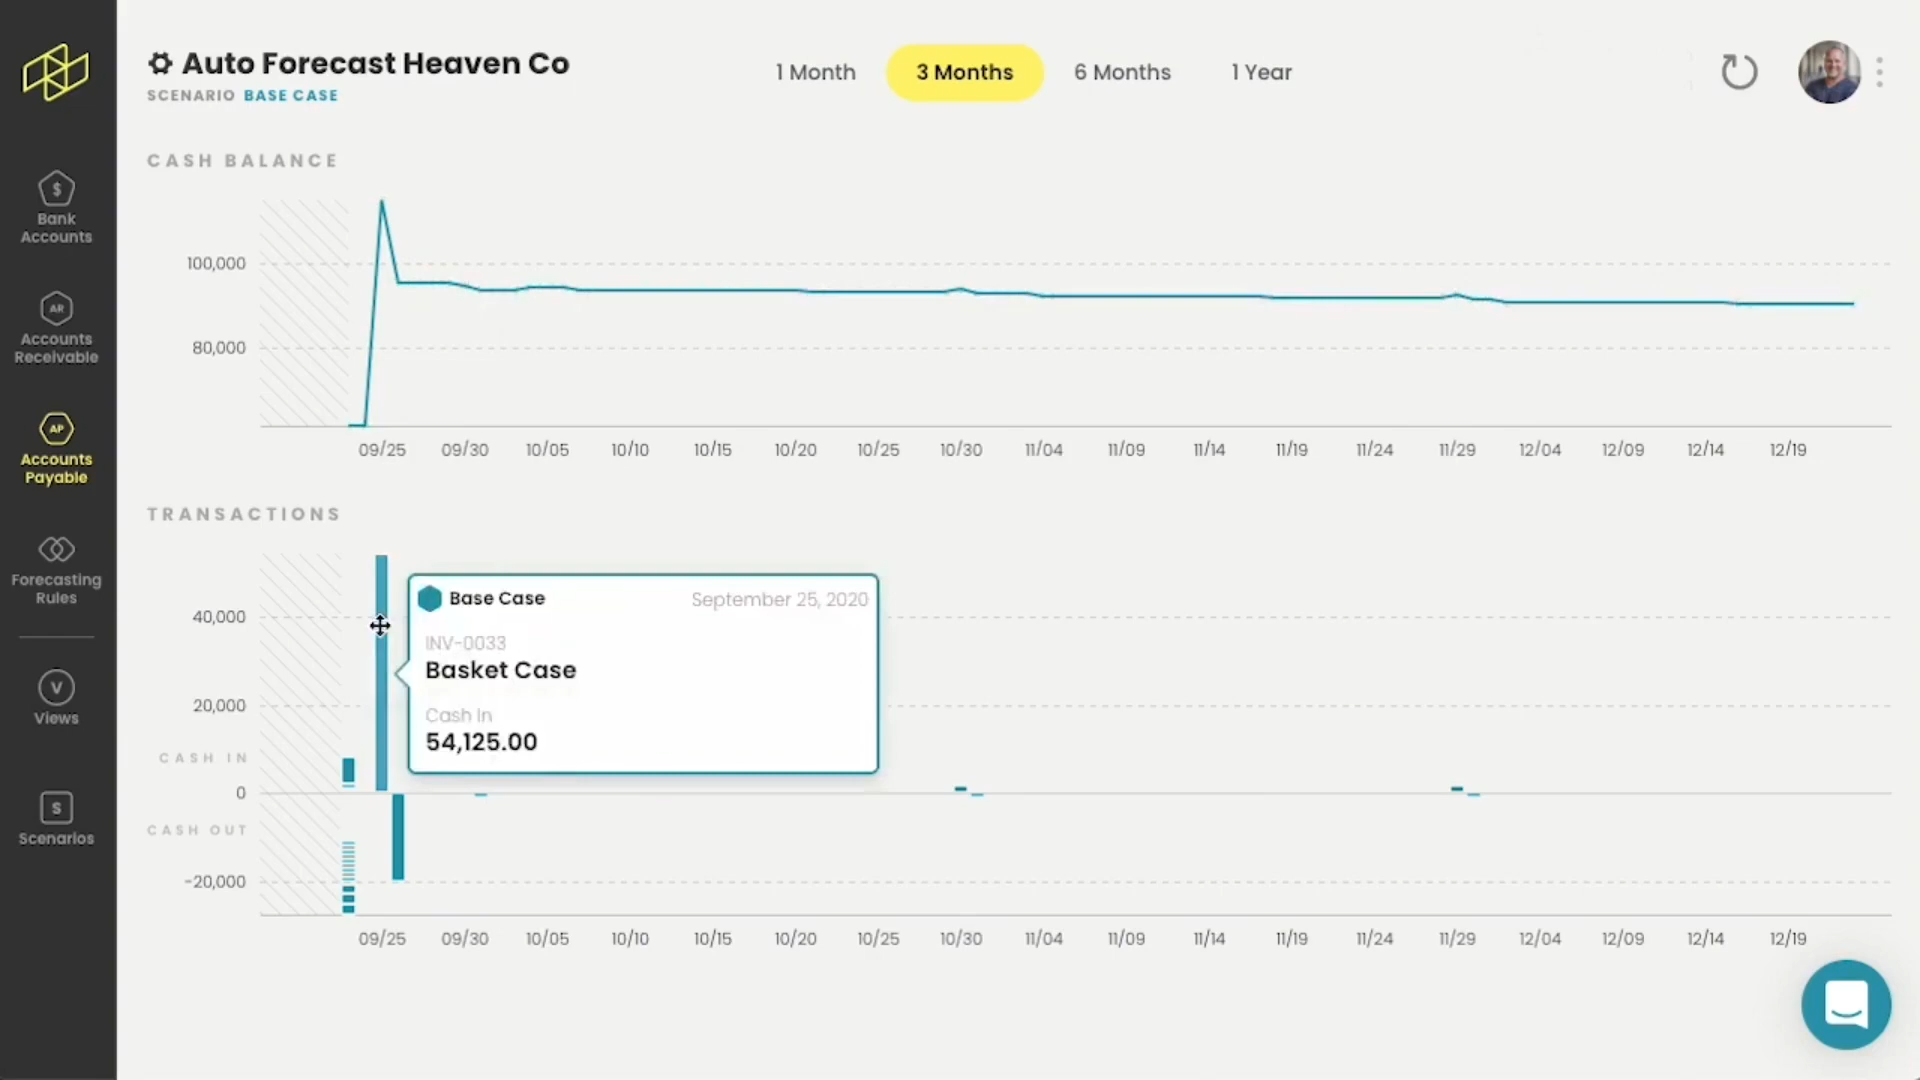 Auto Forecast Heaven Co
SCENARIO BASE CASE
1 Month
3 Months
6 Months
1 Year
$
Bank
Accounts
AR
Accounts
Receivable
AP
Accounts
Payable
Forecasting
Rules
V
Views
S
Scenarios
CASH BALANCE
100,000
80,000
09/25 09/30 10/05 10/10 10/15 10/20 10/25 10/30 11/04 11/09 11/14 11/19 11/24 11/29 12/04 12/09 12/14 12/19
TRANSACTIONS
40,000
20,000
CASH IN
0
CASH OUT
-20,000
Base Case
September 25, 2020
INV-0033
Basket Case
Cash In
54,125.00
09/25 09/30 10/05 10/10 10/15 10/20 10/25 10/30 11/04 11/09 11/14 11/19 11/24 11/29 12/04 12/09 12/14 12/19